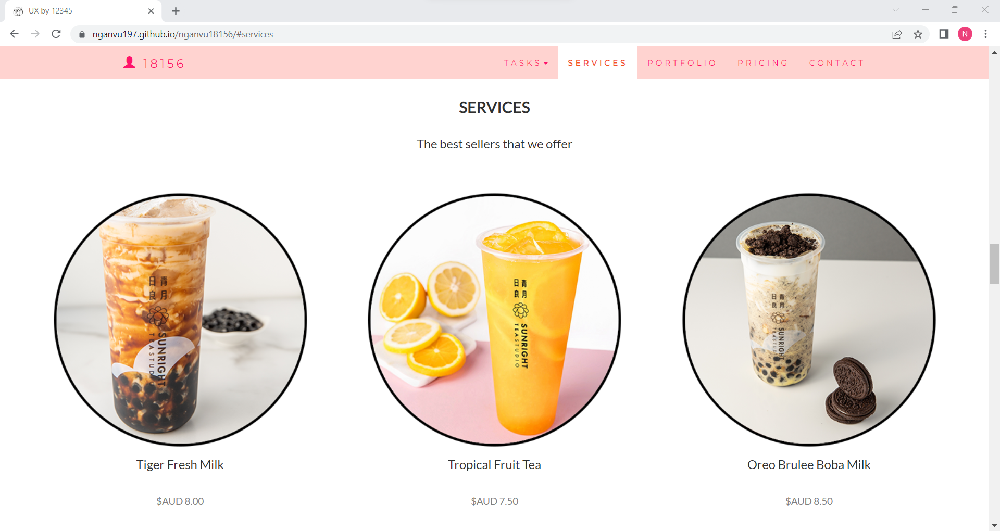 UX by 12345
nganvu197.github.io/nganvu18156/#services
N
18156
TASKS
SERVICES
PORTFOLIO
PRICING
CONTACT
SERVICES
The best sellers that we offer
青月
日良
SUNRIGHT
TEASTUDIO
青月
日良
SUNRIGHT
TEASTUDIO
青月
日良
SUNRIGHT
TEASTUD
Tiger Fresh Milk
Tropical Fruit Tea
Oreo Brulee Boba Milk
$AUD 8.00
$AUD 7.50
$AUD 8.50